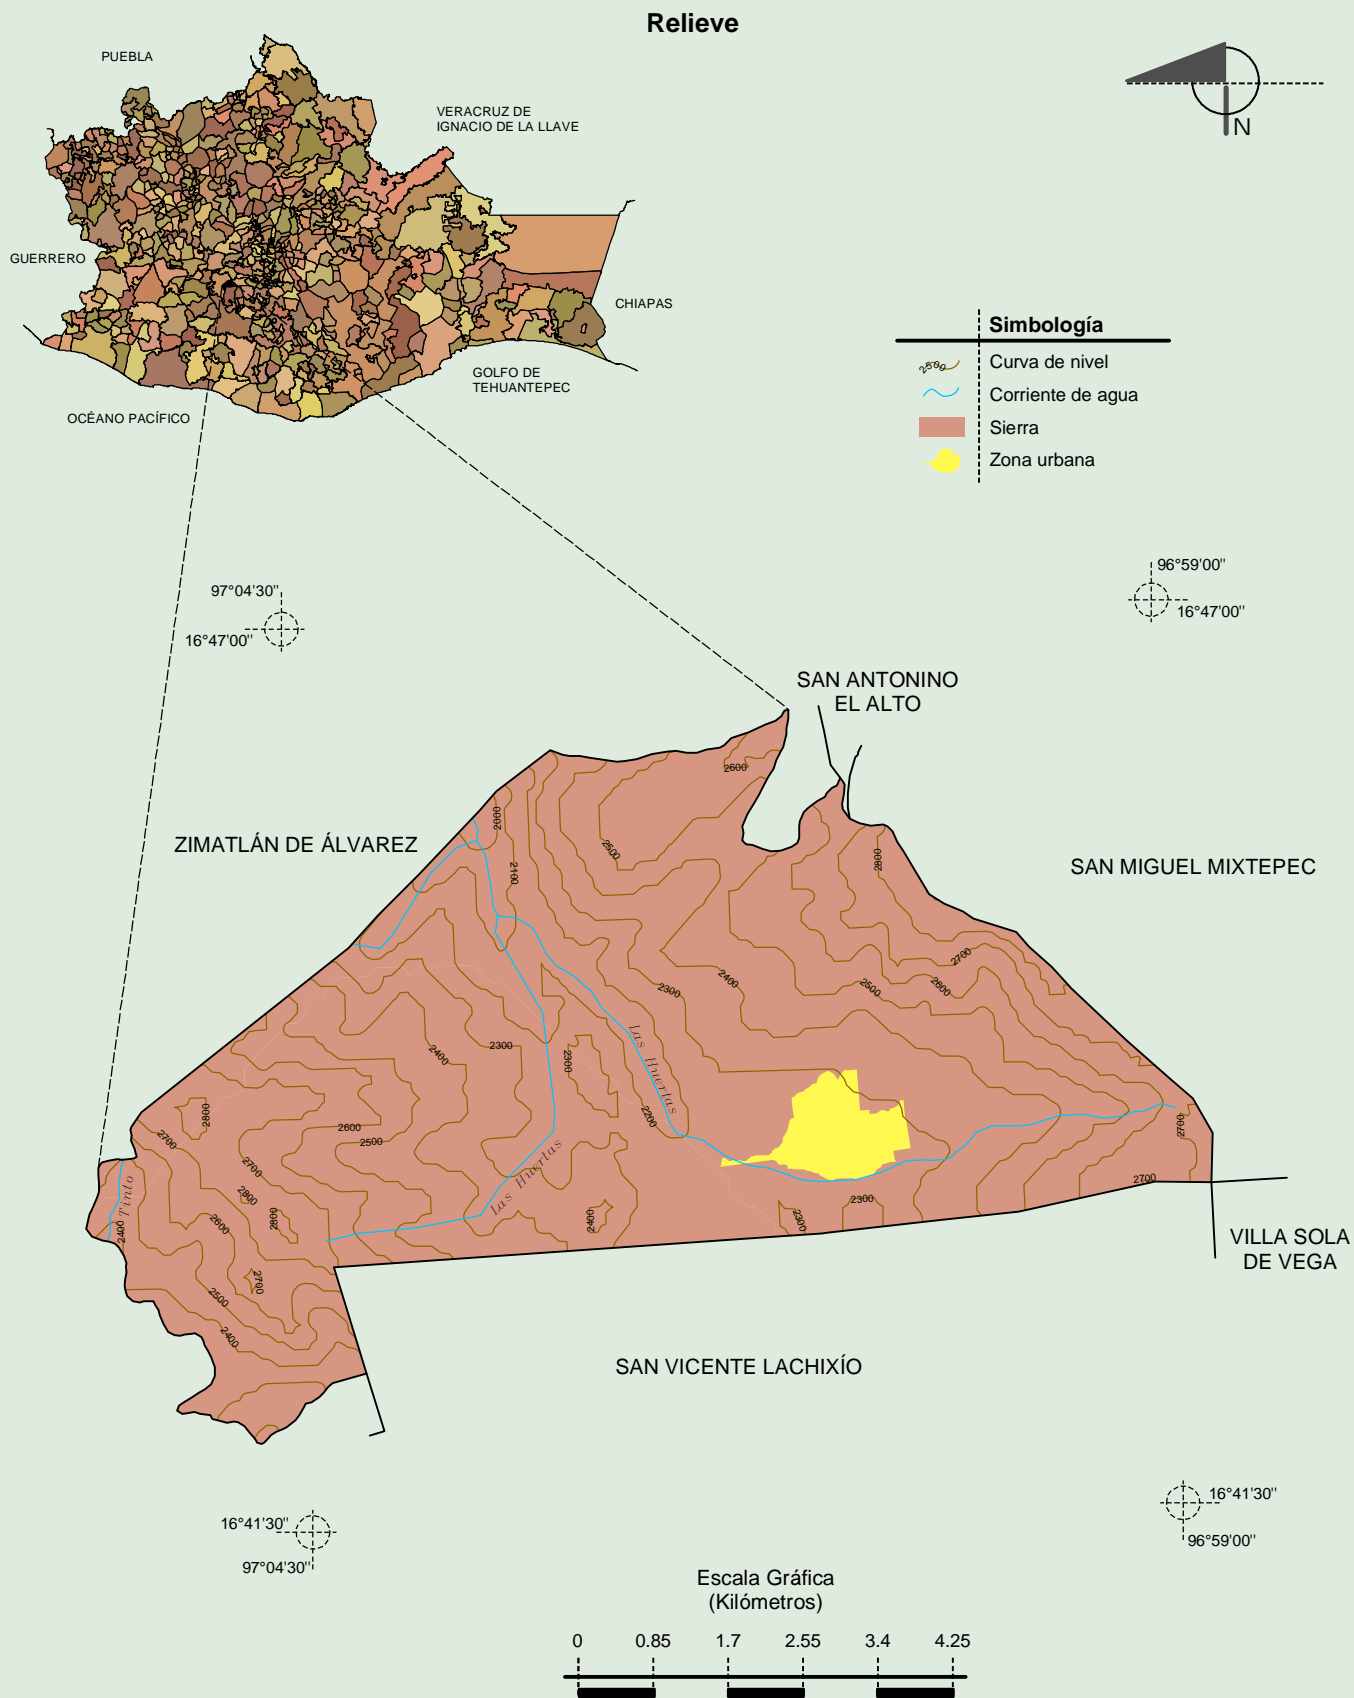 Relieve
PUEBLA
VERACRUZ DE
IGNACIO DE LA LLAVE
N
GUERRERO
CHIAPAS
GOLFO DE
TEHUANTEPEC
OCÉANO PACÍFICO
Simbología
2500
Curva de nivel
Corriente de agua
Sierra
Zona urbana
97°04'30"
16°47'00"
96°59'00"
16°47'00"
SAN ANTONINO
EL ALTO
ZIMATLÁN DE ÁLVAREZ
SAN MIGUEL MIXTEPEC
2600
2000
2500
2100
2800
2700
2400
2300
2500
2600
2300
2400
2300
Las Huertas
2200
2800
2700
2600
2500
2700
2700
2700
Las Huertas
Tinto
2800
2600
2800
2400
2400
2300
2300
2700
2500
2400
VILLA SOLA
DE VEGA
SAN VICENTE LACHIXÍO
16°41'30"
97°04'30"
16°41'30"
96°59'00"
Escala Gráfica
(Kilómetros)
0 0.85 1.7 2.55 3.4 4.25